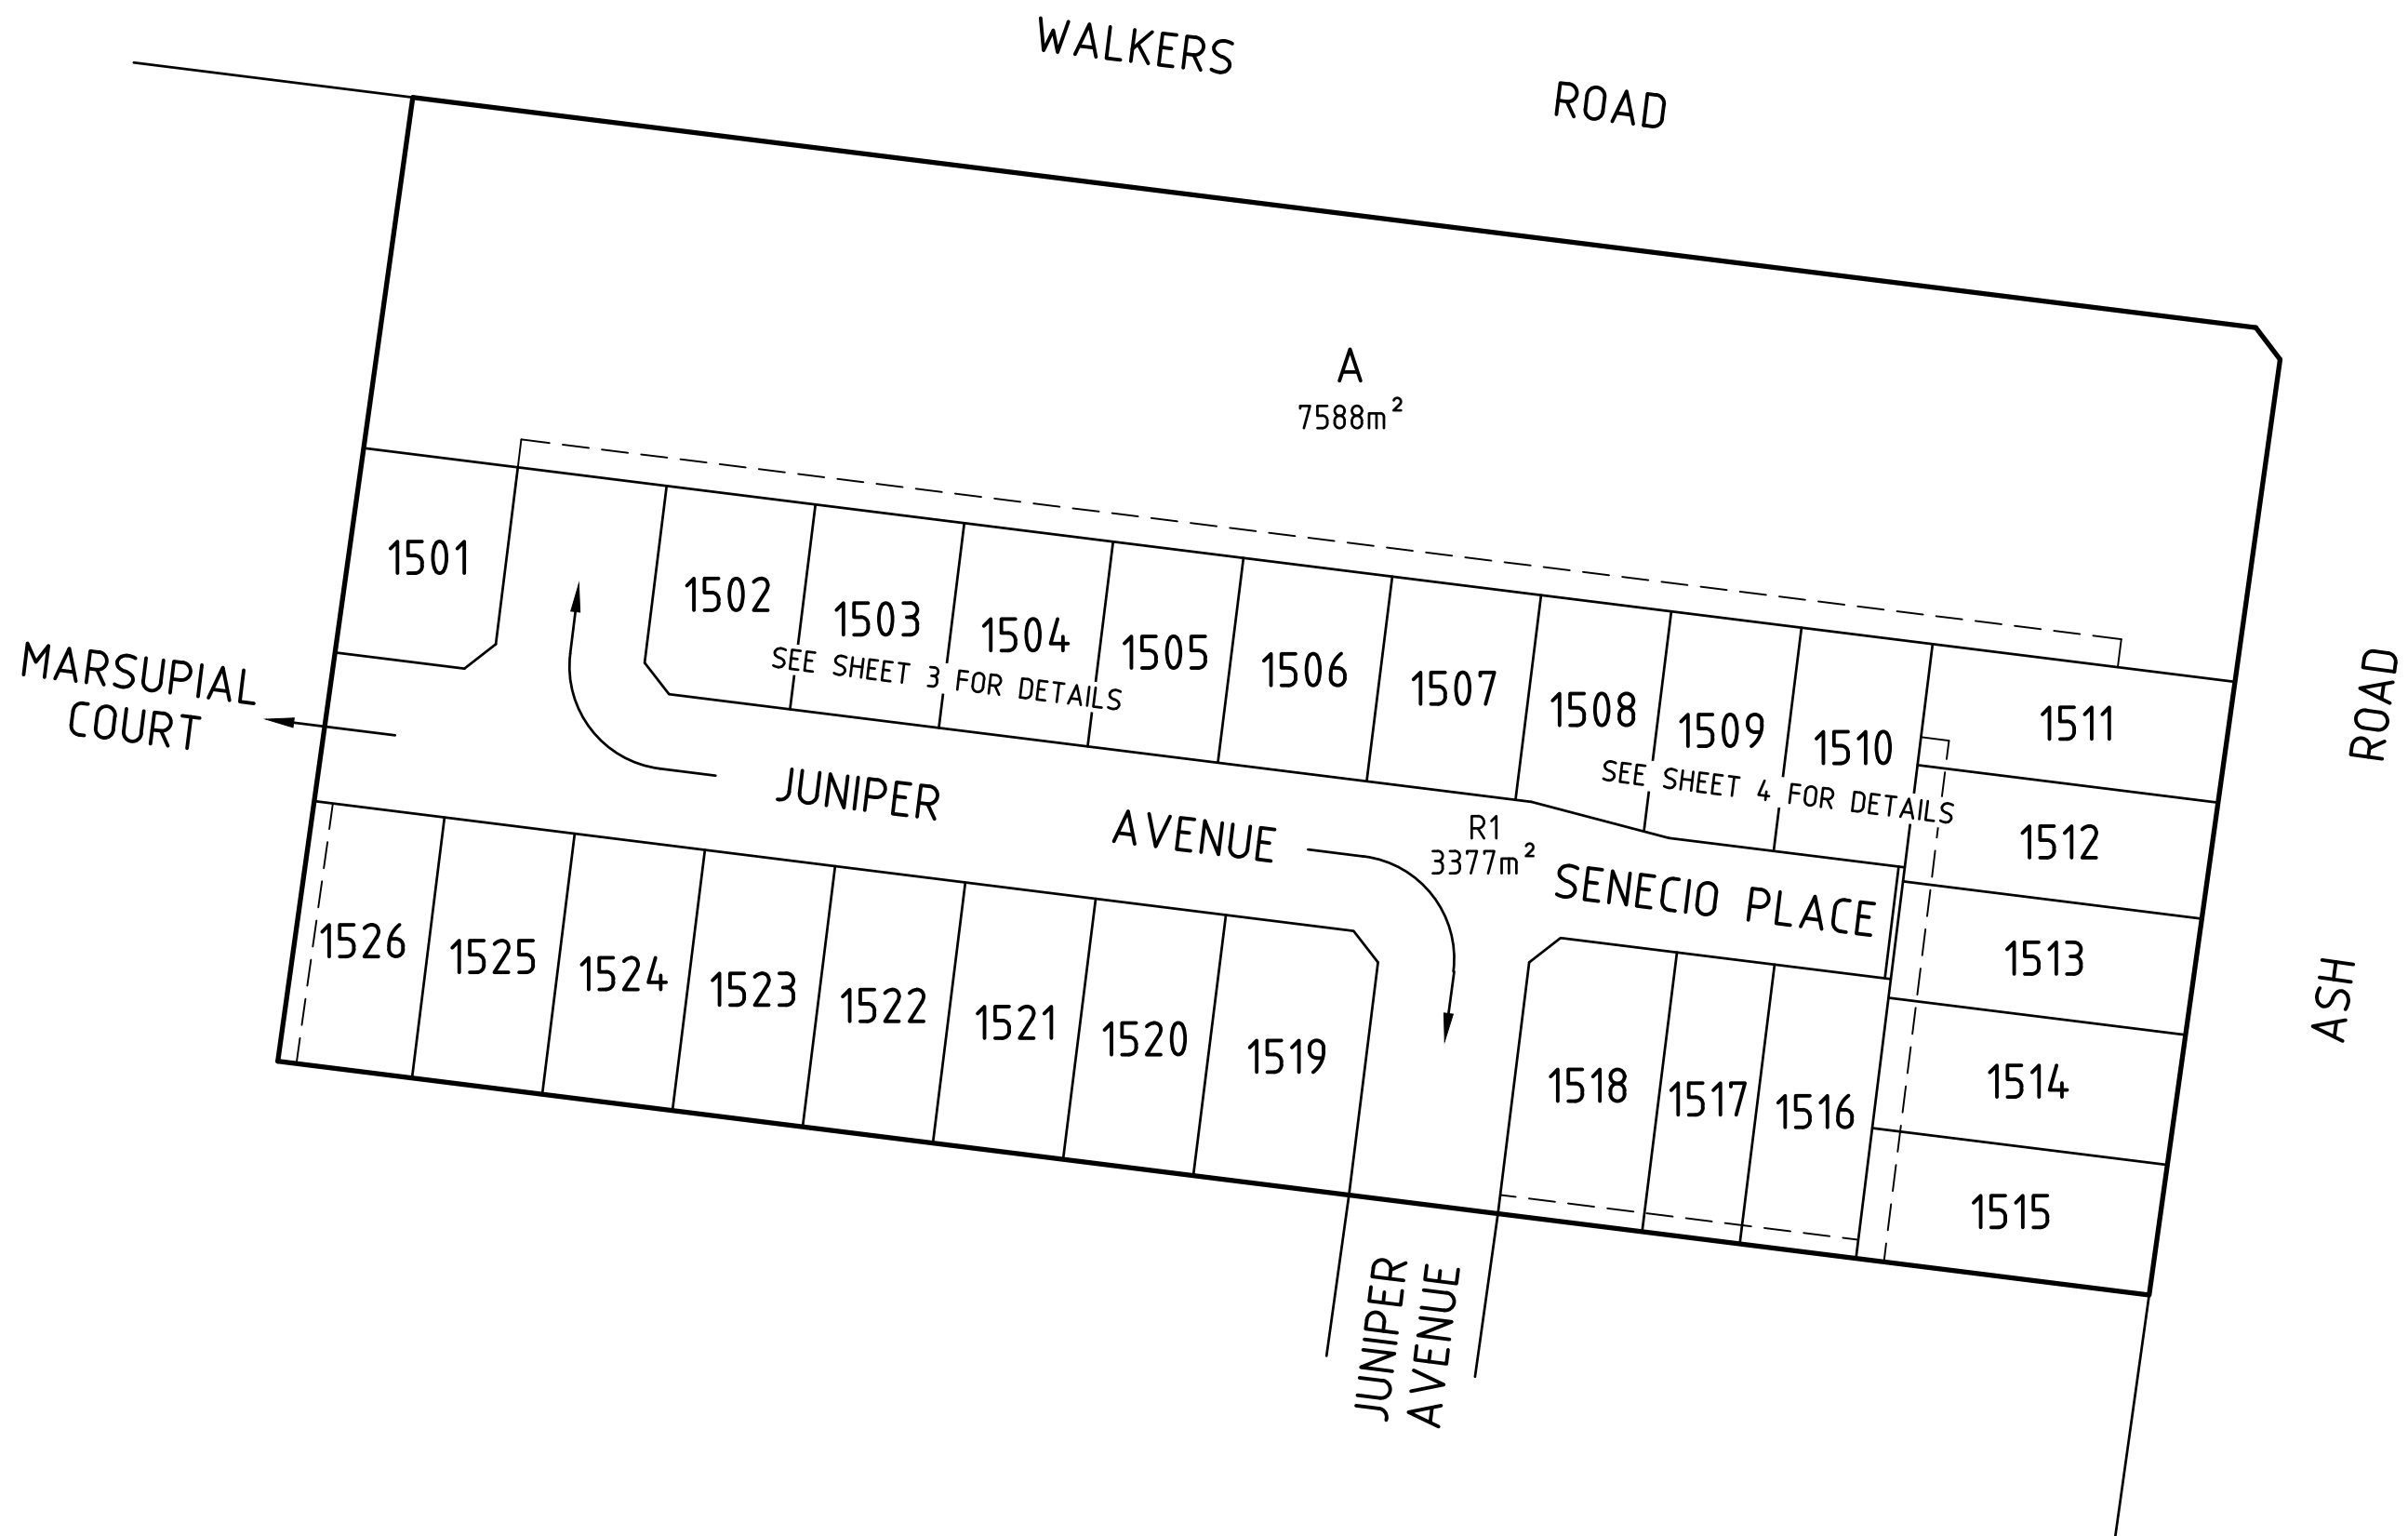 WALKERS ROAD
A
7588m²
1501
1502
1503
1504
1505
1506
1507
1508
1509
1510
1511
SEE SHEET 3 FOR DETAILS
SEE SHEET 4 FOR DETAILS
MARSUPIAL
COURT
JUNIPER AVENUE
R1
3377m²
SENECIO PLACE
ASH ROAD
1512
1513
1514
1515
1526
1525
1524
1523
1522
1521
1520
1519
1518
1517
1516
JUNIPER
AVENUE